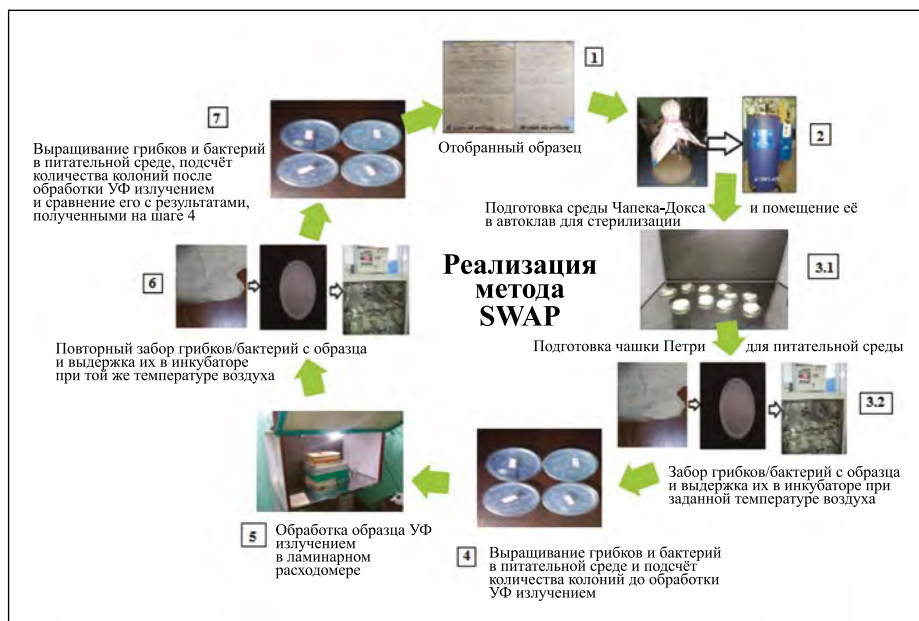 1
Отобранный образец
2
Подготовка среды Чапека-Докса и помещение её
в автоклав для стерилизации
3.1
Подготовка чашки Петри для питательной среды
3.2
Забор грибков/бактерий с образца
и выдержка их в инкубаторе при
заданной температуре воздуха
4
Выращивание грибков и бактерий
в питательной среде и подсчёт
количества колоний до обработки
УФ излучением
5
Обработка образца УФ
излучением
в ламинарном
расходомере
6
Повторный забор грибков/бактерий с образца
и выдержка их в инкубаторе
при той же температуре воздуха
7
Выращивание грибков и бактерий
в питательной среде, подсчёт
количества колоний после
обработки УФ излучением
и сравнение его с результатами,
полученными на шаге 4
Реализация
метода
SWAP